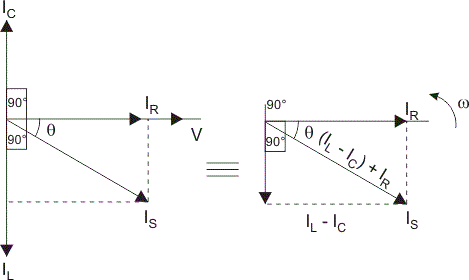 I_C
90°
90°
I_R
θ
V
I_S
I_L
90°
90°
I_R
ω
θ
(I_L - I_C) + I_R
I_S
I_L - I_C